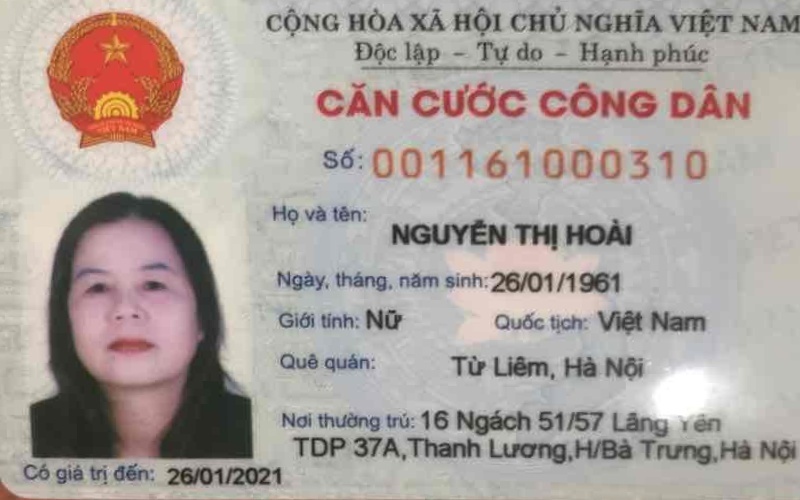 CỘNG HÒA XÃ HỘI CHỦ NGHĨA VIỆT NAM
Độc lập - Tự do - Hạnh phúc
CĂN CƯỚC CÔNG DÂN
Số: 001161000310
Họ và tên:
NGUYỄN THỊ HOÀI
Ngày, tháng, năm sinh: 26/01/1961
Giới tính: Nữ Quốc tịch: Việt Nam
Quê quán: Từ Liêm, Hà Nội
Nơi thường trú: 16 Ngách 51/57 Lãng Yên
TDP 37A,Thanh Lương,H/Bà Trưng,Hà Nội
Có giá trị đến: 26/01/2021